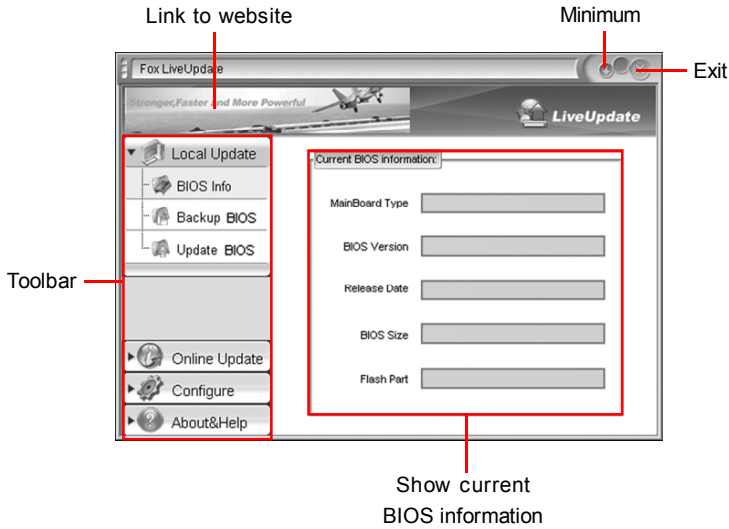 Link to website
Minimum
Exit
Fox LiveUpdate
Stronger,Faster and More Powerful
LiveUpdate
Local Update
BIOS Info
Backup BIOS
Update BIOS
Toolbar
Online Update
Configure
About&Help
Current BIOS information:
MainBoard Type
BIOS Version
Release Date
BIOS Size
Flash Part
Show current
BIOS information